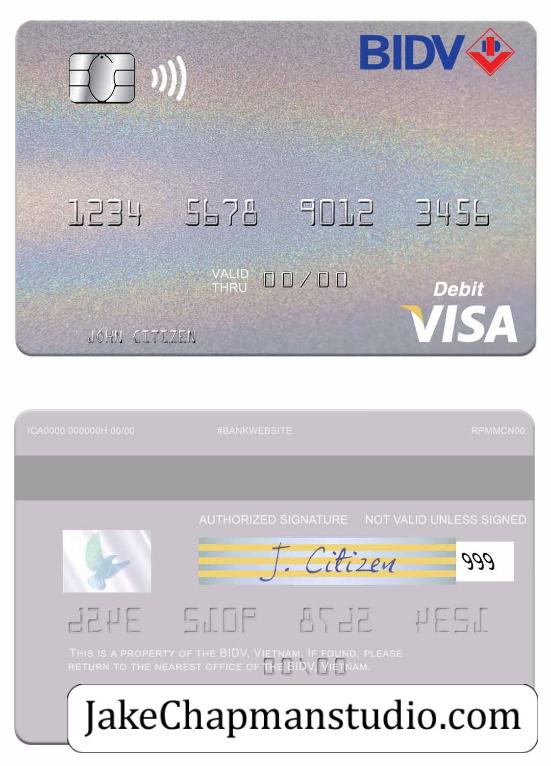 BIDV
1234 5678 9012 3456
VALID
THRU 00/00
Debit
VISA
JOHN CITIZEN
ICA0000 000000H 00/00 #BANKWEBSITE RPMMCN00
AUTHORIZED SIGNATURE NOT VALID UNLESS SIGNED
J. Citizen 999
THIS IS A PROPERTY OF THE BIDV, VIETNAM. IF FOUND, PLEASE
RETURN TO THE NEAREST OFFICE OF THE BIDV, VIETNAM.
JakeChapmanstudio.com